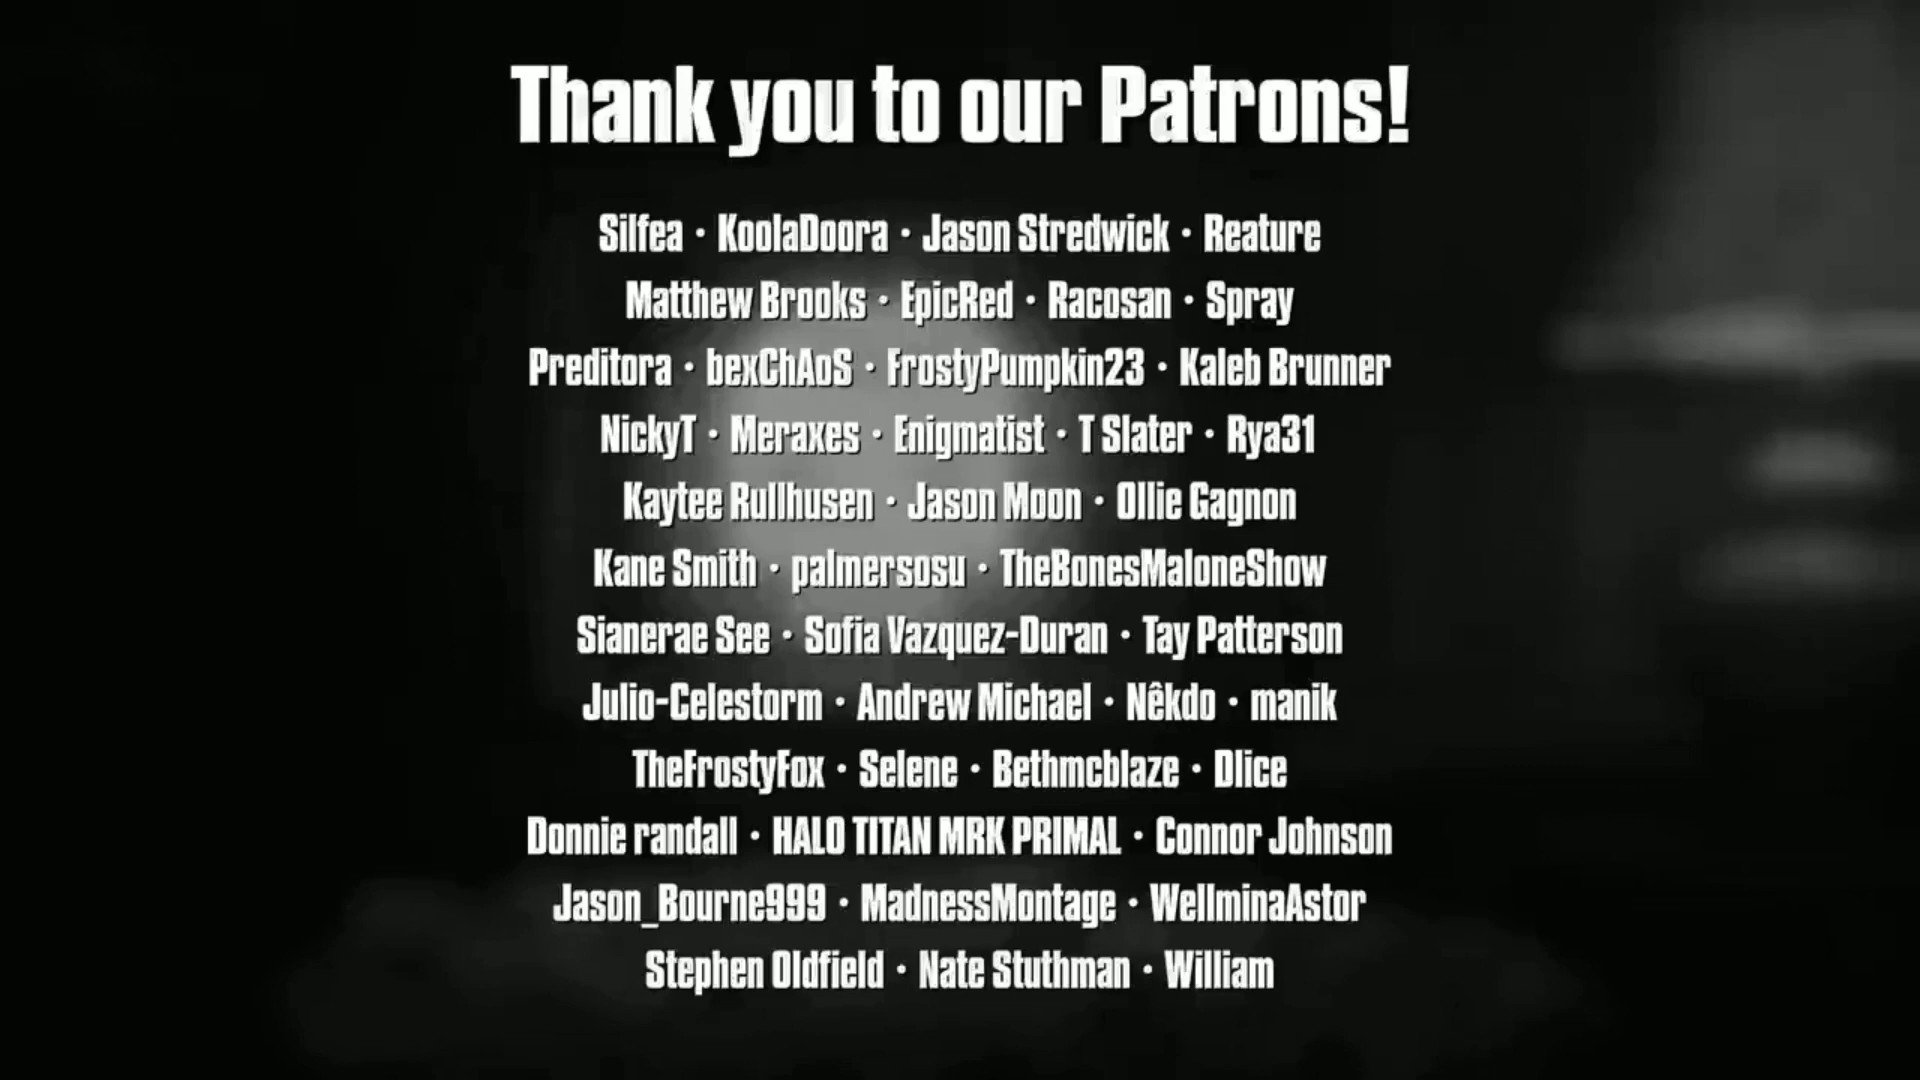 Thank you to our Patrons!
Silfea • KoolaDoora • Jason Stredwick • Reature
Matthew Brooks • EpicRed • Racosan • Spray
Preditora • bexChAoS • FrostyPumpkin23 • Kaleb Brunner
NickyT • Meraxes • Enigmatist • T Slater • Rya31
Kaytee Rullhusen • Jason Moon • Ollie Gagnon
Kane Smith • palmersosu • TheBonesMaloneShow
Sianerae See • Sofia Vazquez-Duran • Tay Patterson
Julio-Celestorm • Andrew Michael • Nêkdo • manik
TheFrostyFox • Selene • Bethmcblaze • Dlice
Donnie randall • HALO TITAN MRK PRIMAL • Connor Johnson
Jason_Bourne999 • MadnessMontage • WellminaAstor
Stephen Oldfield • Nate Stuthman • William